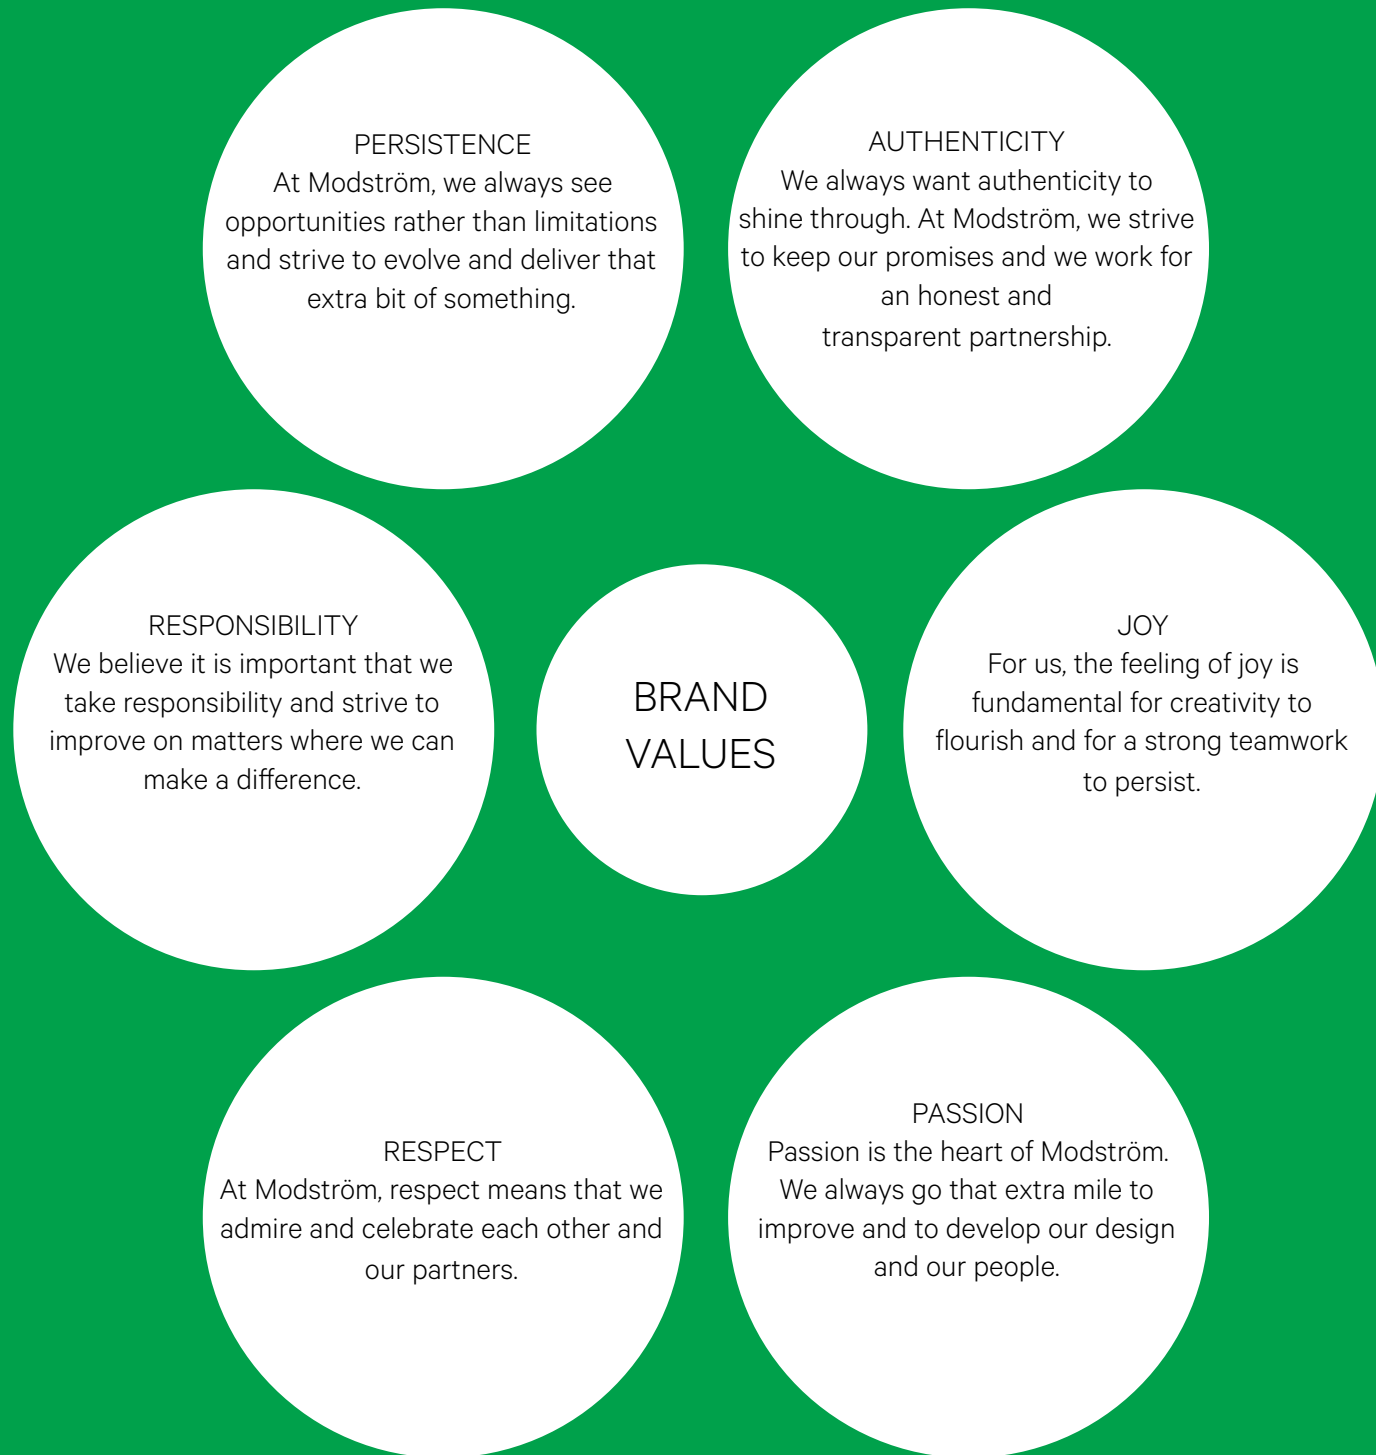 PERSISTENCE
At Modström, we always see
opportunities rather than limitations
and strive to evolve and deliver that
extra bit of something.
AUTHENTICITY
We always want authenticity to
shine through. At Modström, we strive
to keep our promises and we work for
an honest and
transparent partnership.
RESPONSIBILITY
We believe it is important that we
take responsibility and strive to
improve on matters where we can
make a difference.
BRAND
VALUES
JOY
For us, the feeling of joy is
fundamental for creativity to
flourish and for a strong teamwork
to persist.
RESPECT
At Modström, respect means that we
admire and celebrate each other and
our partners.
PASSION
Passion is the heart of Modström.
We always go that extra mile to
improve and to develop our design
and our people.